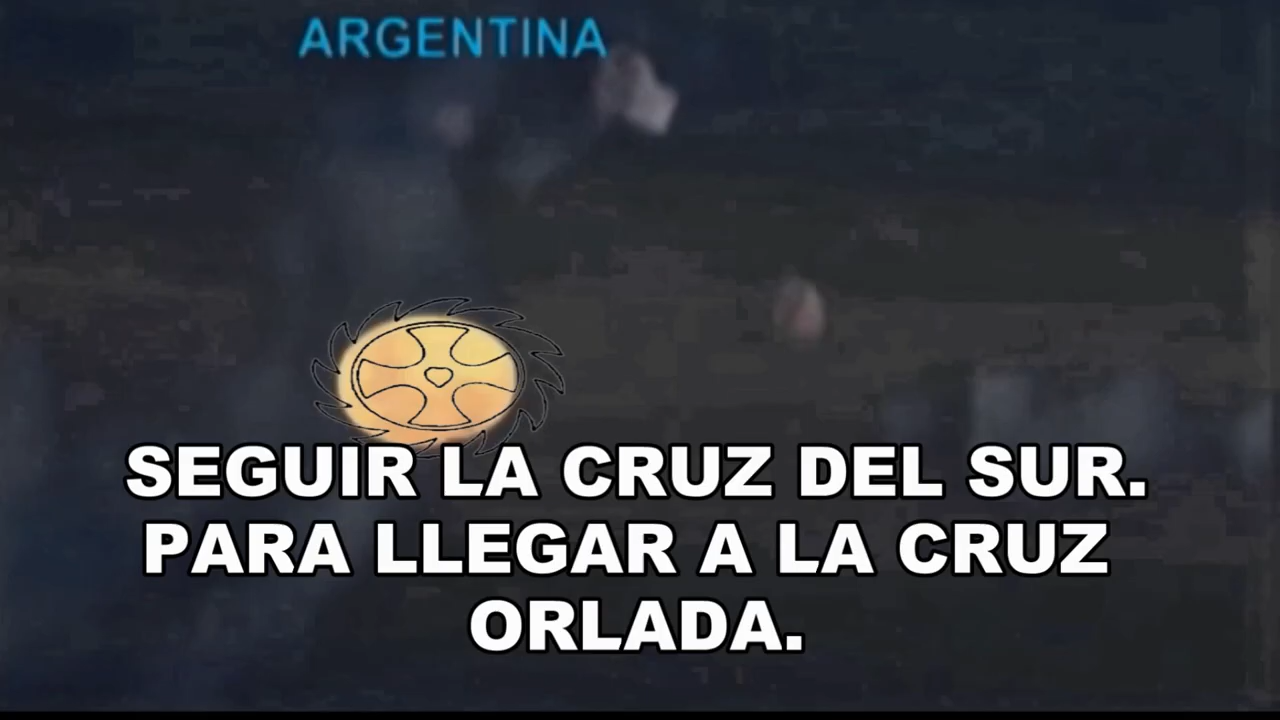 ARGENTINA
SEGUIR LA CRUZ DEL SUR.
PARA LLEGAR A LA CRUZ
ORLADA.